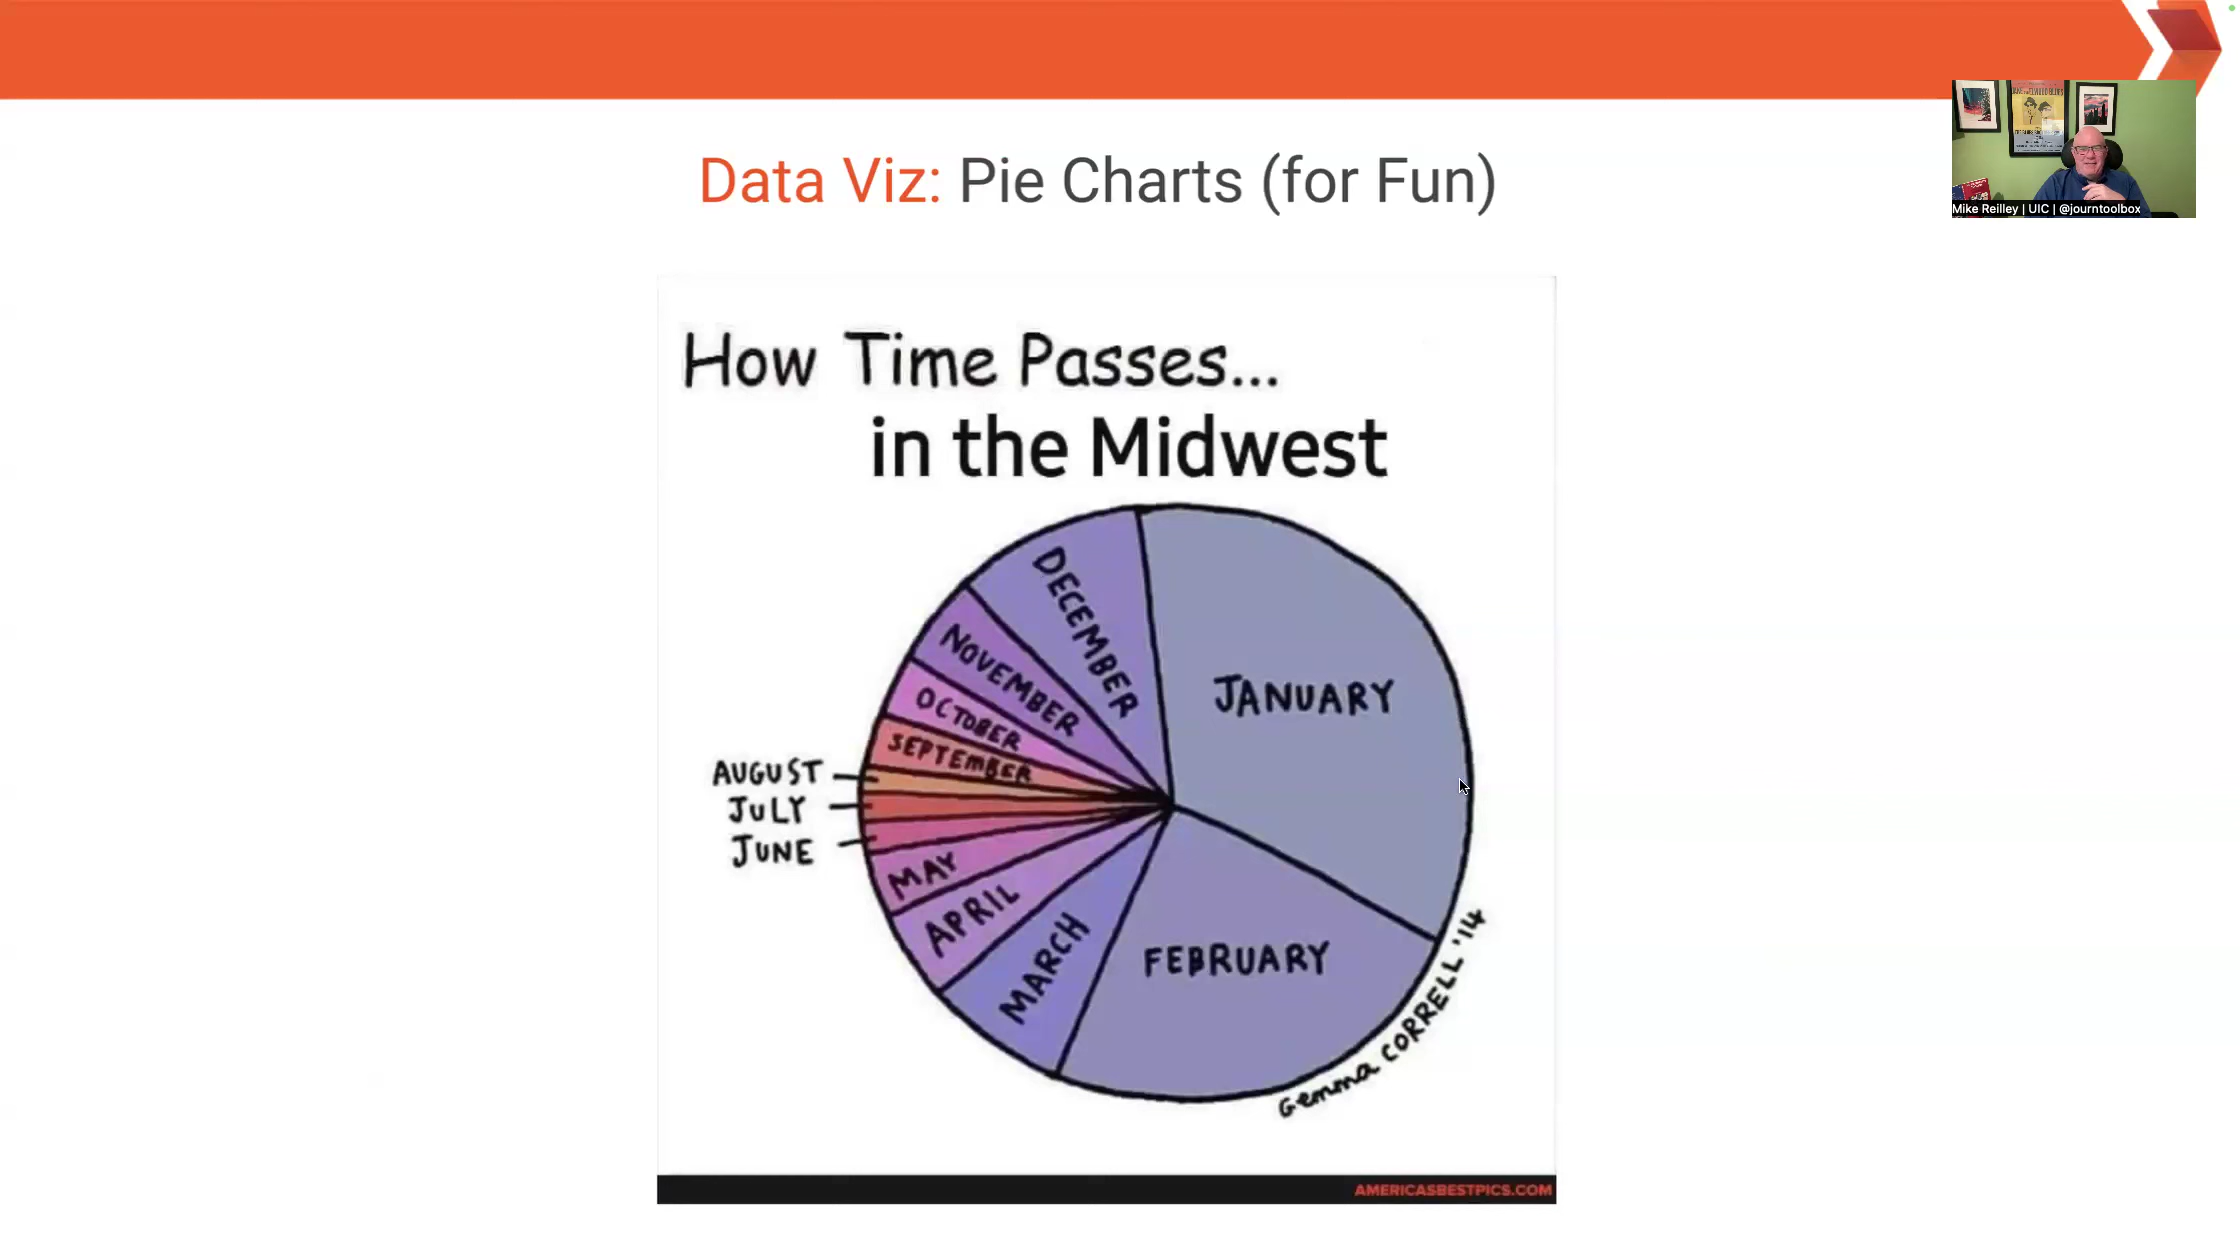 Data Viz: Pie Charts (for Fun)
Mike Reilley | UIC | @journtoolbox
How Time Passes...
in the Midwest
DECEMBER
JANUARY
NOVEMBER
OCTOBER
SEPTEMBER
AUGUST
JULY
JUNE
MAY
APRIL
MARCH
FEBRUARY
Gemma CORRELL '14
AMERICASBESTPICS.COM